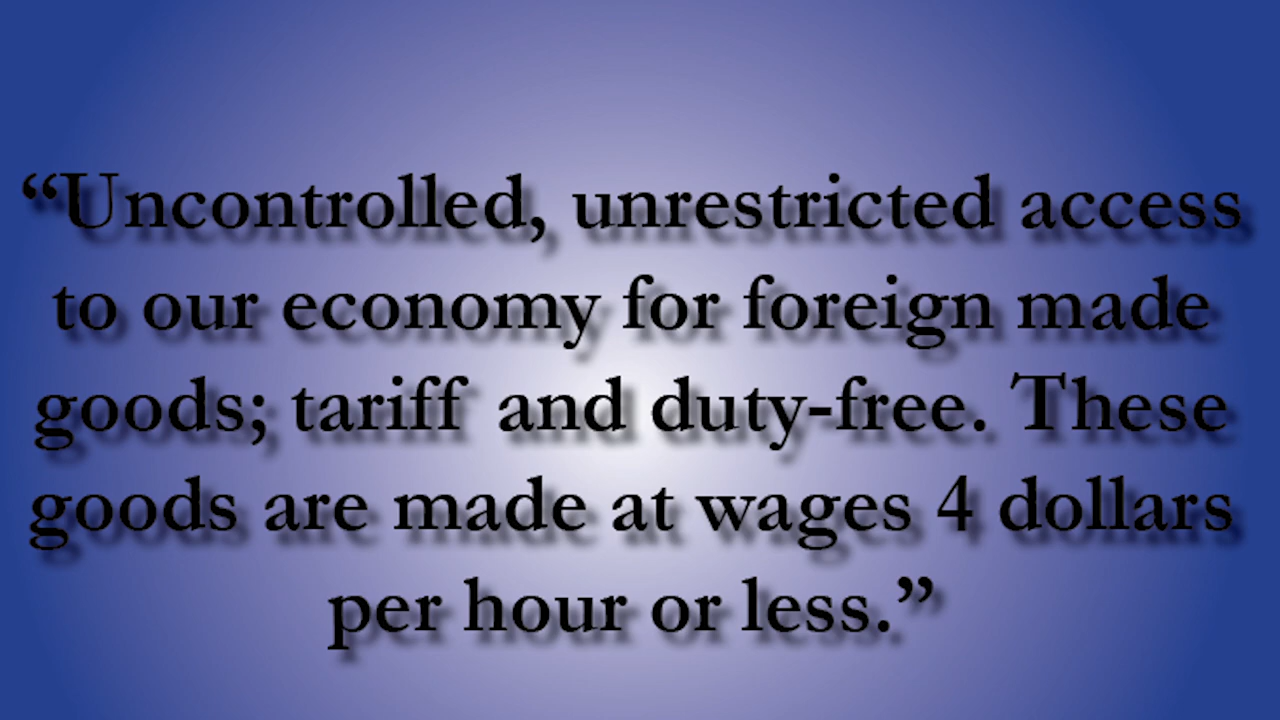 “Uncontrolled, unrestricted access
to our economy for foreign made
goods; tariff and duty-free. These
goods are made at wages 4 dollars
per hour or less.”